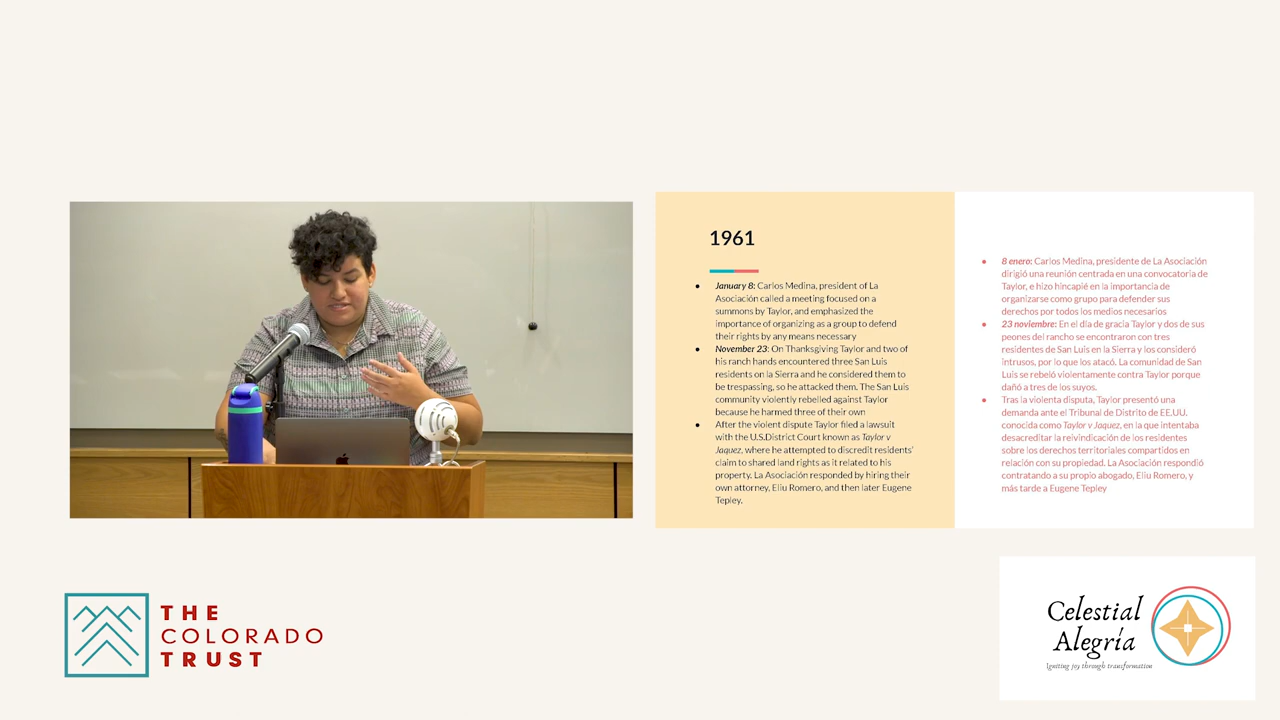 1961
January 8: Carlos Medina, president of La
Asociación called a meeting focused on a
summons by Taylor, and emphasized the
importance of organizing as a group to defend
their rights by any means necessary
November 23: On Thanksgiving Taylor and two of
his ranch hands encountered three San Luis
residents on la Sierra and he considered them to
be trespassing, so he attacked them. The San Luis
community violently rebelled against Taylor
because he harmed three of their own
After the violent dispute Taylor filed a lawsuit
with the U.S.District Court known as Taylor v
Jaquez, where he attempted to discredit residents'
claim to shared land rights as it related to his
property. La Asociación responded by hiring their
own attorney, Eliu Romero, and then later Eugene
Tepley.
8 enero: Carlos Medina, presidente de La Asociación
dirigió una reunión centrada en una convocatoria de
Taylor, e hizo hincapié en la importancia de
organizarse como grupo para defender sus
derechos por todos los medios necesarios
23 noviembre: En el día de gracia Taylor y dos de sus
peones del rancho se encontraron con tres
residentes de San Luis en la Sierra y los consideró
intrusos, por lo que los atacó. La comunidad de San
Luis se rebeló violentamente contra Taylor porque
dañó a tres de los suyos.
Tras la violenta disputa, Taylor presentó una
demanda ante el Tribunal de Distrito de EE.UU.
conocida como Taylor v Jaquez, en la que intentaba
desacreditar la reivindicación de los residentes
sobre los derechos territoriales compartidos en
relación con su propiedad. La Asociación respondió
contratando a su propio abogado, Eliu Romero, y
más tarde a Eugene Tepley
THE
COLORADO
TRUST
Celestial
Alegría
Igniting joy through transformation